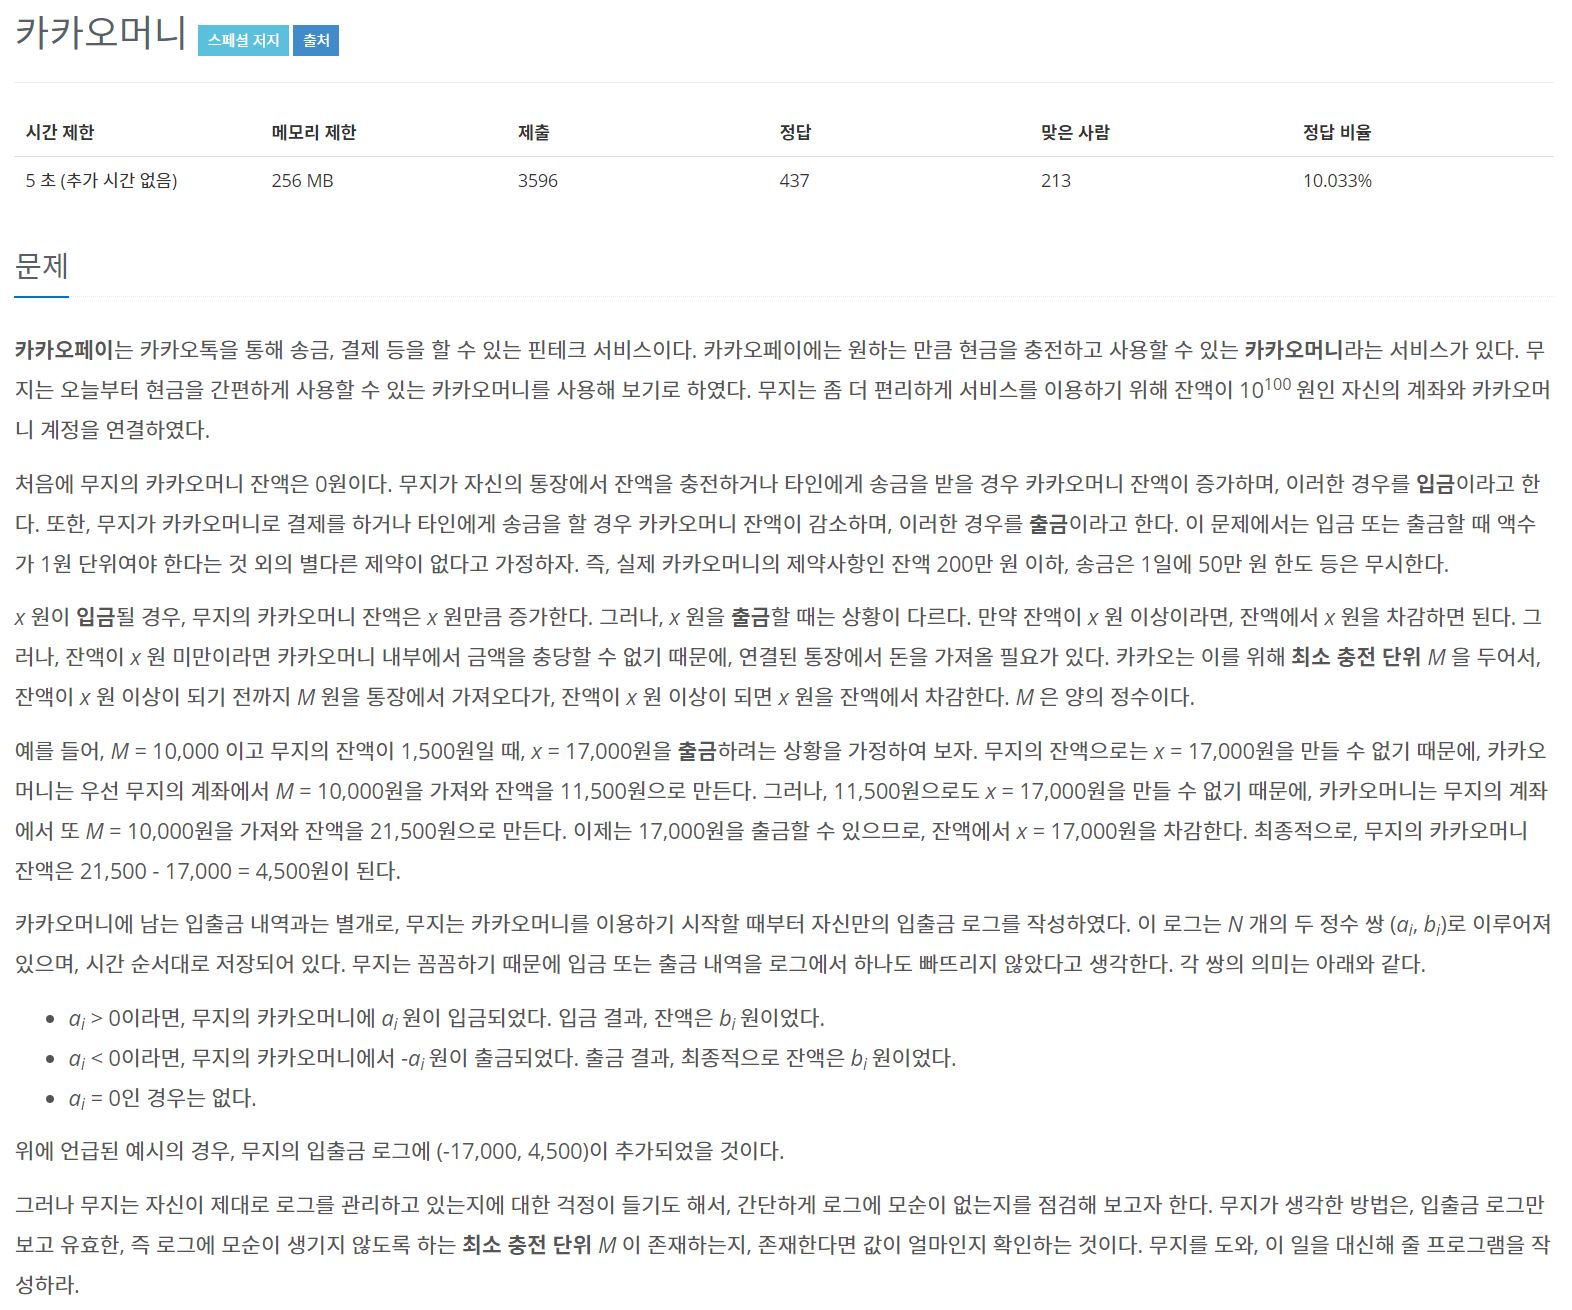 카카오머니 스페셜 저지 출처
시간 제한 메모리 제한 제출 정답 맞은 사람 정답 비율
5 초 (추가 시간 없음) 256 MB 3596 437 213 10.033%
문제
카카오페이는 카카오톡을 통해 송금, 결제 등을 할 수 있는 핀테크 서비스이다. 카카오페이에는 원하는 만큼 현금을 충전하고 사용할 수 있는 카카오머니라는 서비스가 있다. 무
지는 오늘부터 현금을 간편하게 사용할 수 있는 카카오머니를 사용해 보기로 하였다. 무지는 좀 더 편리하게 서비스를 이용하기 위해 잔액이 10^100 원인 자신의 계좌와 카카오머
니 계정을 연결하였다.
처음에 무지의 카카오머니 잔액은 0원이다. 무지가 자신의 통장에서 잔액을 충전하거나 타인에게 송금을 받을 경우 카카오머니 잔액이 증가하며, 이러한 경우를 입금이라고 한
다. 또한, 무지가 카카오머니로 결제를 하거나 타인에게 송금을 할 경우 카카오머니 잔액이 감소하며, 이러한 경우를 출금이라고 한다. 이 문제에서는 입금 또는 출금할 때 액수
가 1원 단위여야 한다는 것 외의 별다른 제약이 없다고 가정하자. 즉, 실제 카카오머니의 제약사항인 잔액 200만 원 이하, 송금은 1일에 50만 원 한도 등은 무시한다.
x 원이 입금될 경우, 무지의 카카오머니 잔액은 x 원만큼 증가한다. 그러나, x 원을 출금할 때는 상황이 다르다. 만약 잔액이 x 원 이상이라면, 잔액에서 x 원을 차감하면 된다. 그
러나, 잔액이 x 원 미만이라면 카카오머니 내부에서 금액을 충당할 수 없기 때문에, 연결된 통장에서 돈을 가져올 필요가 있다. 카카오는 이를 위해 최소 충전 단위 M 을 두어서,
잔액이 x 원 이상이 되기 전까지 M 원을 통장에서 가져오다가, 잔액이 x 원 이상이 되면 x 원을 잔액에서 차감한다. M 은 양의 정수이다.
예를 들어, M = 10,000 이고 무지의 잔액이 1,500원일 때, x = 17,000원을 출금하려는 상황을 가정하여 보자. 무지의 잔액으로는 x = 17,000원을 만들 수 없기 때문에, 카카오
머니는 우선 무지의 계좌에서 M = 10,000원을 가져와 잔액을 11,500원으로 만든다. 그러나, 11,500원으로도 x = 17,000원을 만들 수 없기 때문에, 카카오머니는 무지의 계좌
에서 또 M = 10,000원을 가져와 잔액을 21,500원으로 만든다. 이제는 17,000원을 출금할 수 있으므로, 잔액에서 x = 17,000원을 차감한다. 최종적으로, 무지의 카카오머니
잔액은 21,500 - 17,000 = 4,500원이 된다.
카카오머니에 남는 입출금 내역과는 별개로, 무지는 카카오머니를 이용하기 시작할 때부터 자신만의 입출금 로그를 작성하였다. 이 로그는 N 개의 두 정수 쌍 (a_i, b_i)로 이루어져
있으며, 시간 순서대로 저장되어 있다. 무지는 꼼꼼하기 때문에 입금 또는 출금 내역을 로그에서 하나도 빠뜨리지 않았다고 생각한다. 각 쌍의 의미는 아래와 같다.
• a_i > 0이라면, 무지의 카카오머니에 a_i 원이 입금되었다. 입금 결과, 잔액은 b_i 원이었다.
• a_i < 0이라면, 무지의 카카오머니에서 -a_i 원이 출금되었다. 출금 결과, 최종적으로 잔액은 b_i 원이었다.
• a_i = 0인 경우는 없다.
위에 언급된 예시의 경우, 무지의 입출금 로그에 (-17,000, 4,500)이 추가되었을 것이다.
그러나 무지는 자신이 제대로 로그를 관리하고 있는지에 대한 걱정이 들기도 해서, 간단하게 로그에 모순이 없는지를 점검해 보고자 한다. 무지가 생각한 방법은, 입출금 로그만
보고 유효한, 즉 로그에 모순이 생기지 않도록 하는 최소 충전 단위 M 이 존재하는지, 존재한다면 값이 얼마인지 확인하는 것이다. 무지를 도와, 이 일을 대신해 줄 프로그램을 작
성하라.